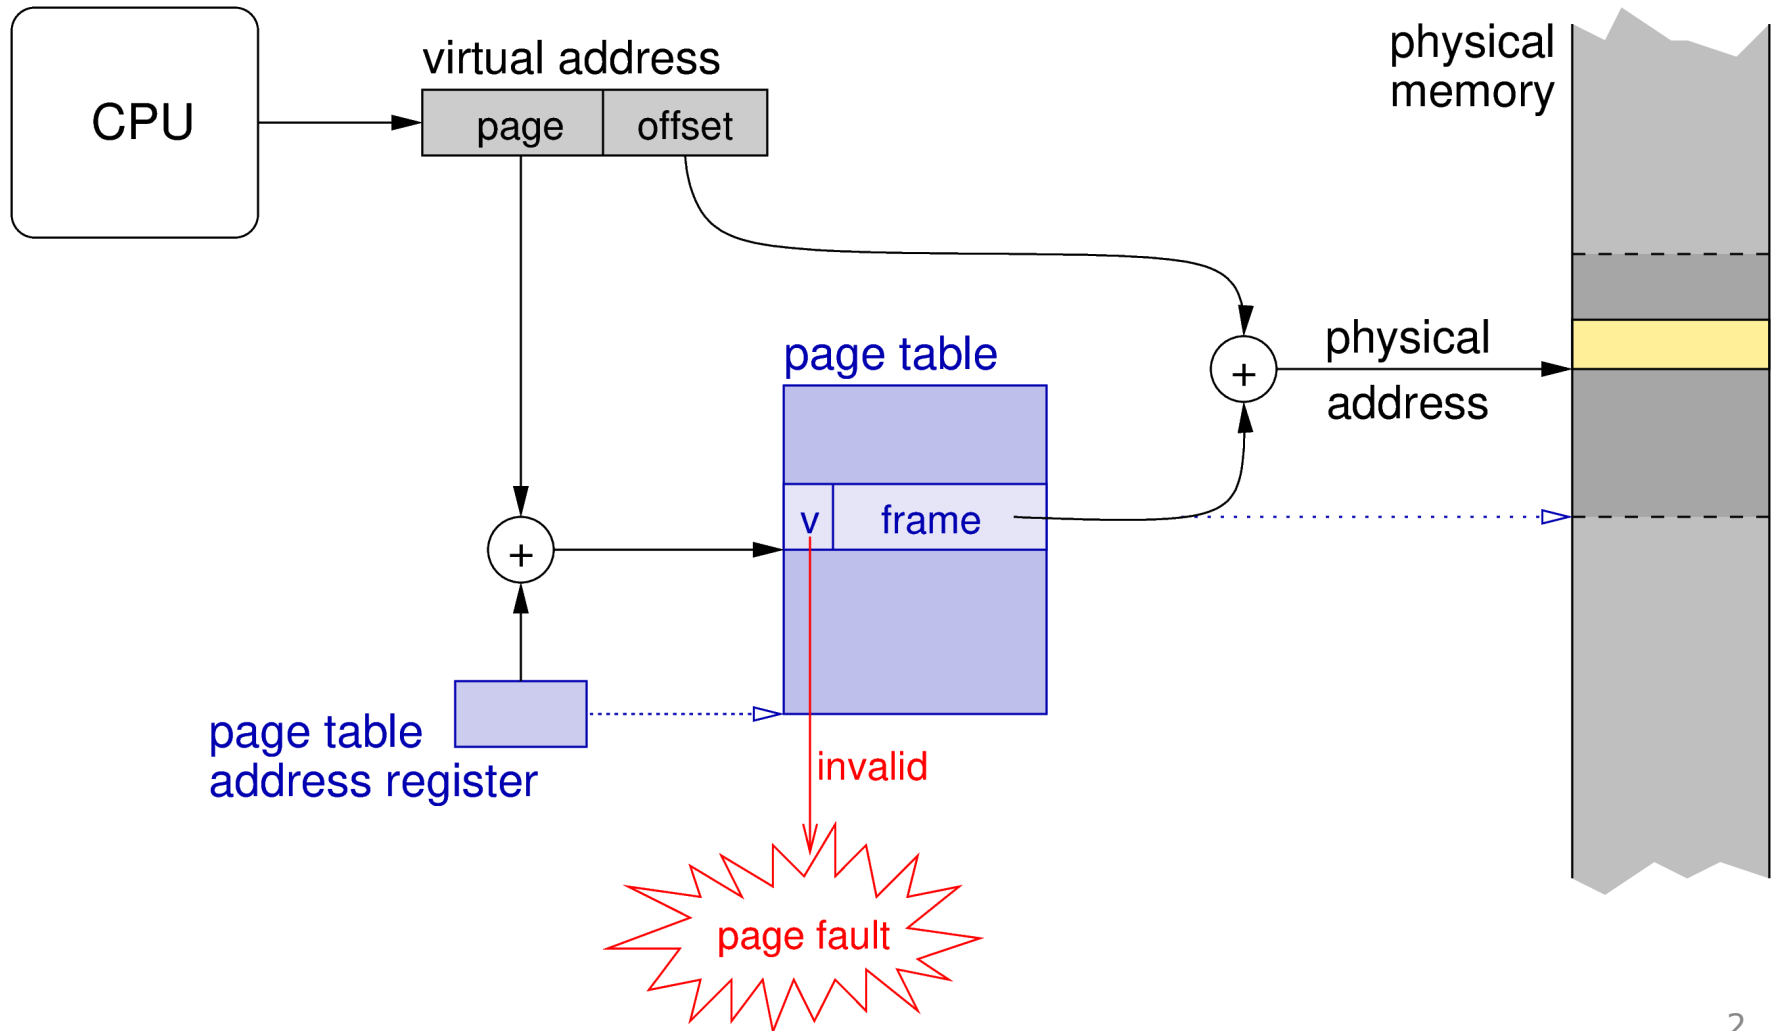 CPU
virtual address
page
offset
physical
memory
page table
physical
address
+
v
frame
+
page table
address register
invalid
page fault
2